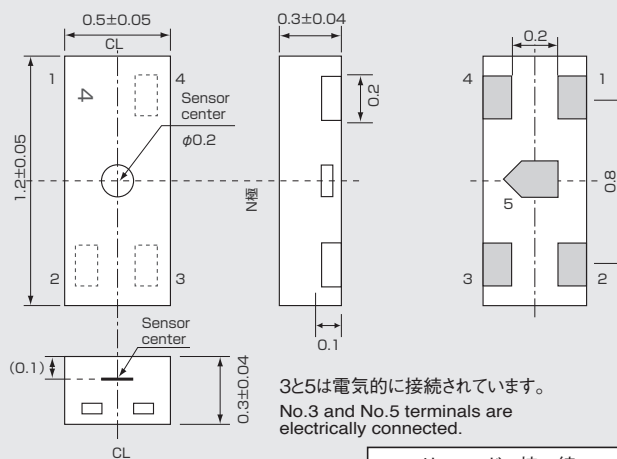 0.5±0.05
CL
0.3±0.04
0.2
1
4
4
Sensor
center
φ0.2
0.2
4
1
1.2±0.05
N極
5
0.8
2
3
3
2
0.1
(0.1)
Sensor
center
0.3±0.04
CL
3と5は電気的に接続されています。
No.3 and No.5 terminals are
electrically connected.